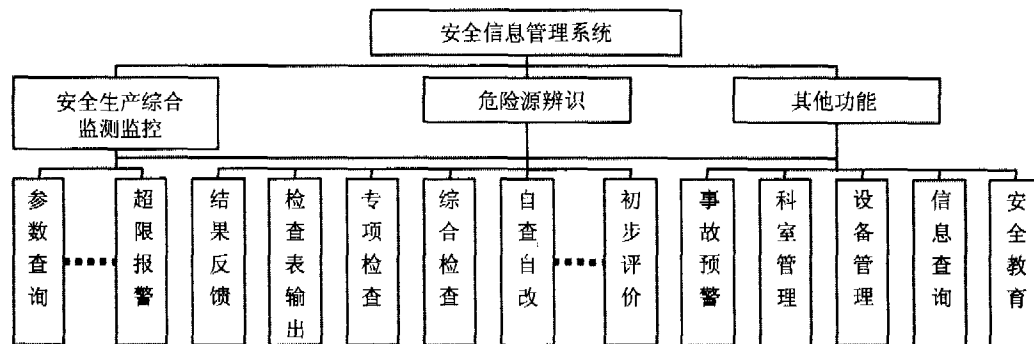 安全信息管理系统
安全生产综合
监测监控
危险源辨识
其他功能
参数查询
超限报警
结果反馈
检查表输出
专项检查
综合检查
自查自改
初步评价
事故预警
科室管理
设备管理
信息查询
安全教育